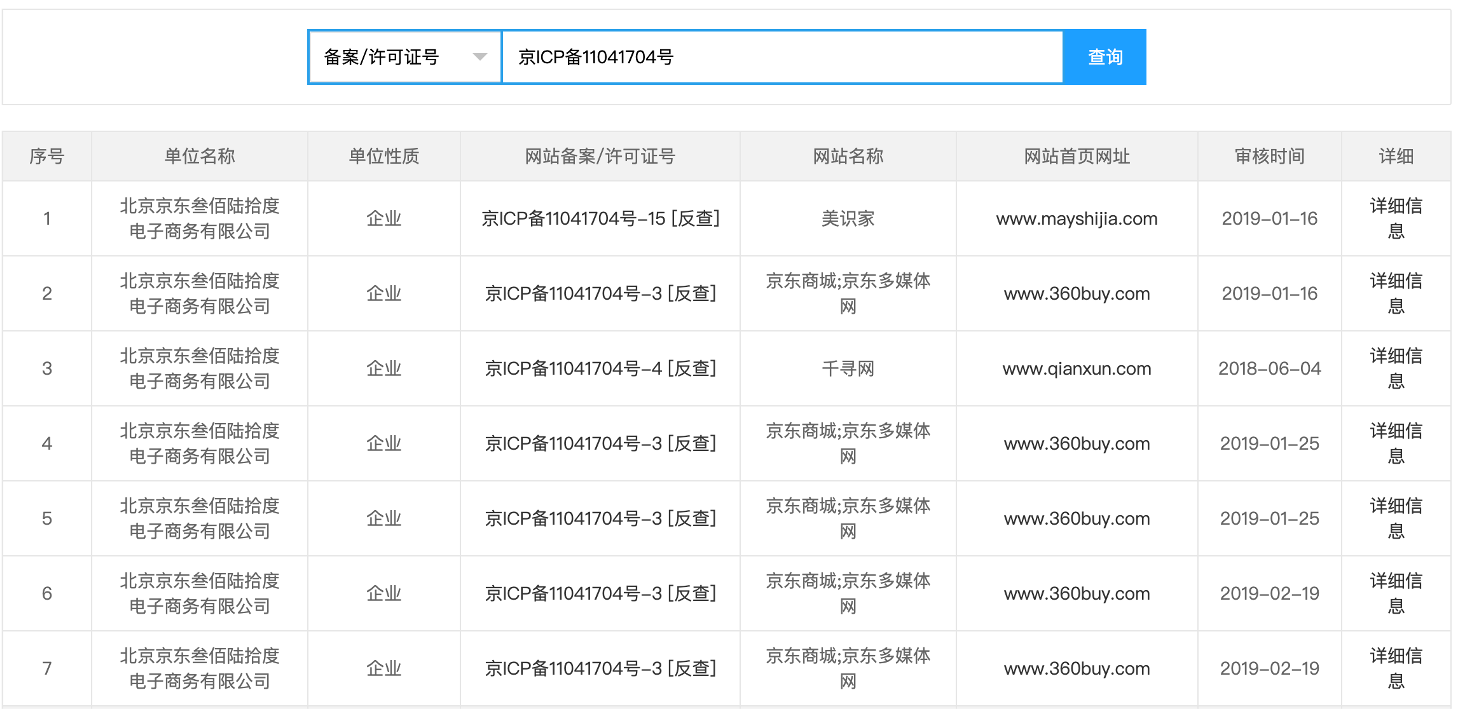 备案/许可证号 京ICP备11041704号 查询
序号 单位名称 单位性质 网站备案/许可证号 网站名称 网站首页网址 审核时间 详细
1 北京京东叁佰陆拾度 企业 京ICP备11041704号-15 [反查] 美识家 www.mayshijia.com 2019-01-16 详细信
电子商务有限公司 息
2 北京京东叁佰陆拾度 企业 京ICP备11041704号-3 [反查] 京东商城;京东多媒体 www.360buy.com 2019-01-16 详细信
电子商务有限公司 网 息
3 北京京东叁佰陆拾度 企业 京ICP备11041704号-4 [反查] 千寻网 www.qianxun.com 2018-06-04 详细信
电子商务有限公司 息
4 北京京东叁佰陆拾度 企业 京ICP备11041704号-3 [反查] 京东商城;京东多媒体 www.360buy.com 2019-01-25 详细信
电子商务有限公司 网 息
5 北京京东叁佰陆拾度 企业 京ICP备11041704号-3 [反查] 京东商城;京东多媒体 www.360buy.com 2019-01-25 详细信
电子商务有限公司 网 息
6 北京京东叁佰陆拾度 企业 京ICP备11041704号-3 [反查] 京东商城;京东多媒体 www.360buy.com 2019-02-19 详细信
电子商务有限公司 网 息
7 北京京东叁佰陆拾度 企业 京ICP备11041704号-3 [反查] 京东商城;京东多媒体 www.360buy.com 2019-02-19 详细信
电子商务有限公司 网 息